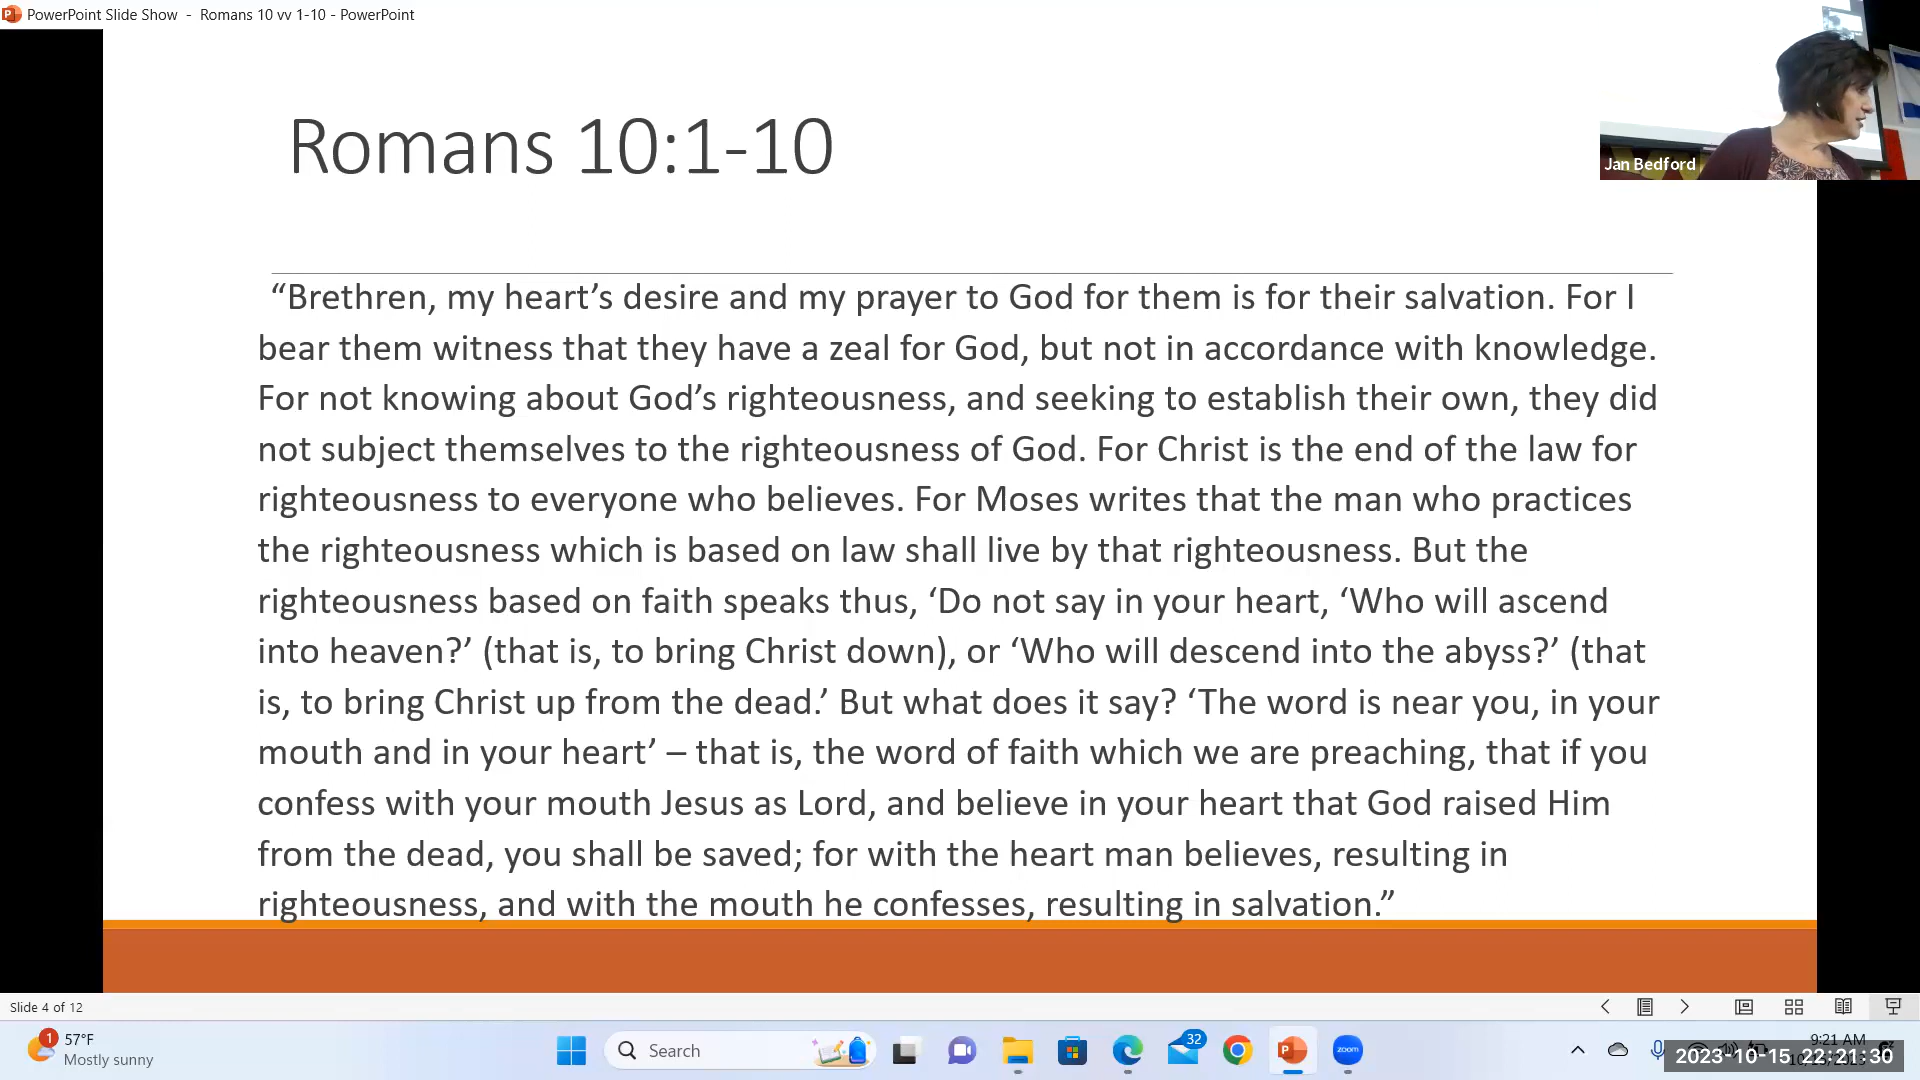 PowerPoint Slide Show - Romans 10 vv 1-10 - PowerPoint
Jan Bedford
Romans 10:1-10
“Brethren, my heart’s desire and my prayer to God for them is for their salvation. For I
bear them witness that they have a zeal for God, but not in accordance with knowledge.
For not knowing about God’s righteousness, and seeking to establish their own, they did
not subject themselves to the righteousness of God. For Christ is the end of the law for
righteousness to everyone who believes. For Moses writes that the man who practices
the righteousness which is based on law shall live by that righteousness. But the
righteousness based on faith speaks thus, ‘Do not say in your heart, ‘Who will ascend
into heaven?’ (that is, to bring Christ down), or ‘Who will descend into the abyss?’ (that
is, to bring Christ up from the dead.’ But what does it say? ‘The word is near you, in your
mouth and in your heart’ – that is, the word of faith which we are preaching, that if you
confess with your mouth Jesus as Lord, and believe in your heart that God raised Him
from the dead, you shall be saved; for with the heart man believes, resulting in
righteousness, and with the mouth he confesses, resulting in salvation.”
Slide 4 of 12
1
57°F
Mostly sunny
Search
32
zoom
9:21 AM
2023-10-15 22:21:30